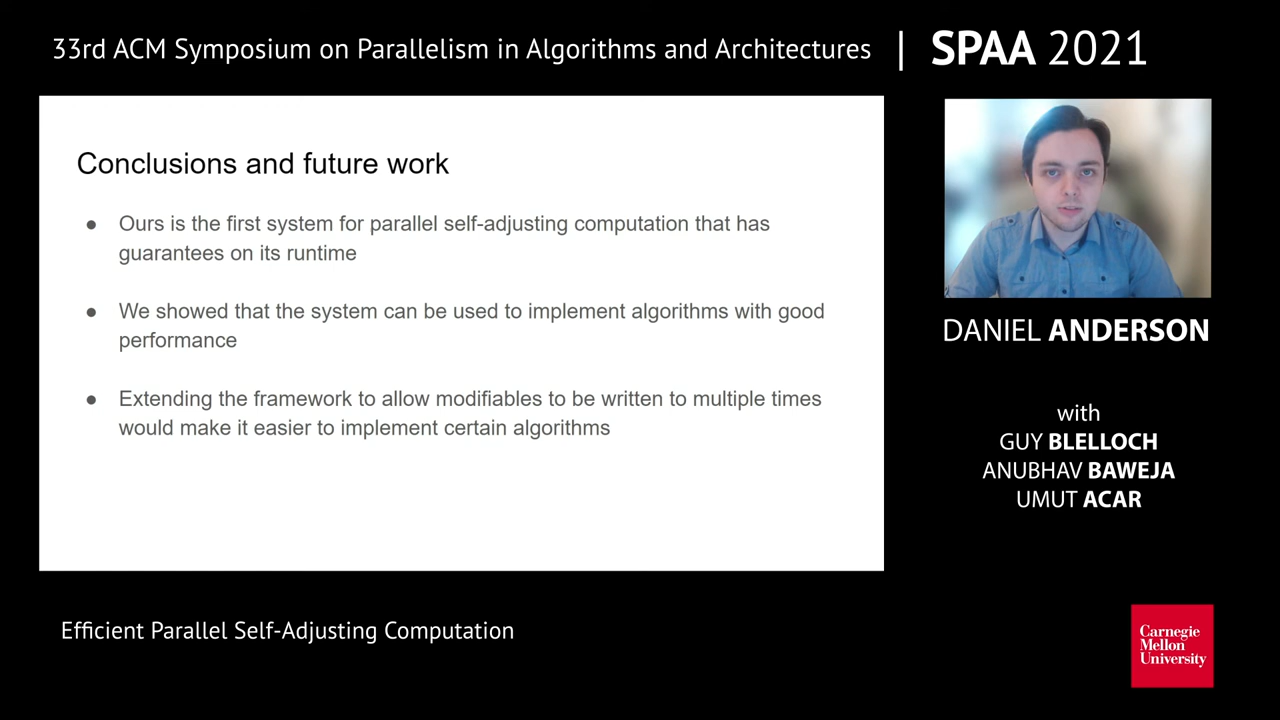 33rd ACM Symposium on Parallelism in Algorithms and Architectures | SPAA 2021
Conclusions and future work
● Ours is the first system for parallel self-adjusting computation that has
guarantees on its runtime
● We showed that the system can be used to implement algorithms with good
performance
● Extending the framework to allow modifiables to be written to multiple times
would make it easier to implement certain algorithms
DANIEL ANDERSON
with
GUY BLELLOCH
ANUBHAV BAWEJA
UMUT ACAR
Efficient Parallel Self-Adjusting Computation
Carnegie
Mellon
University